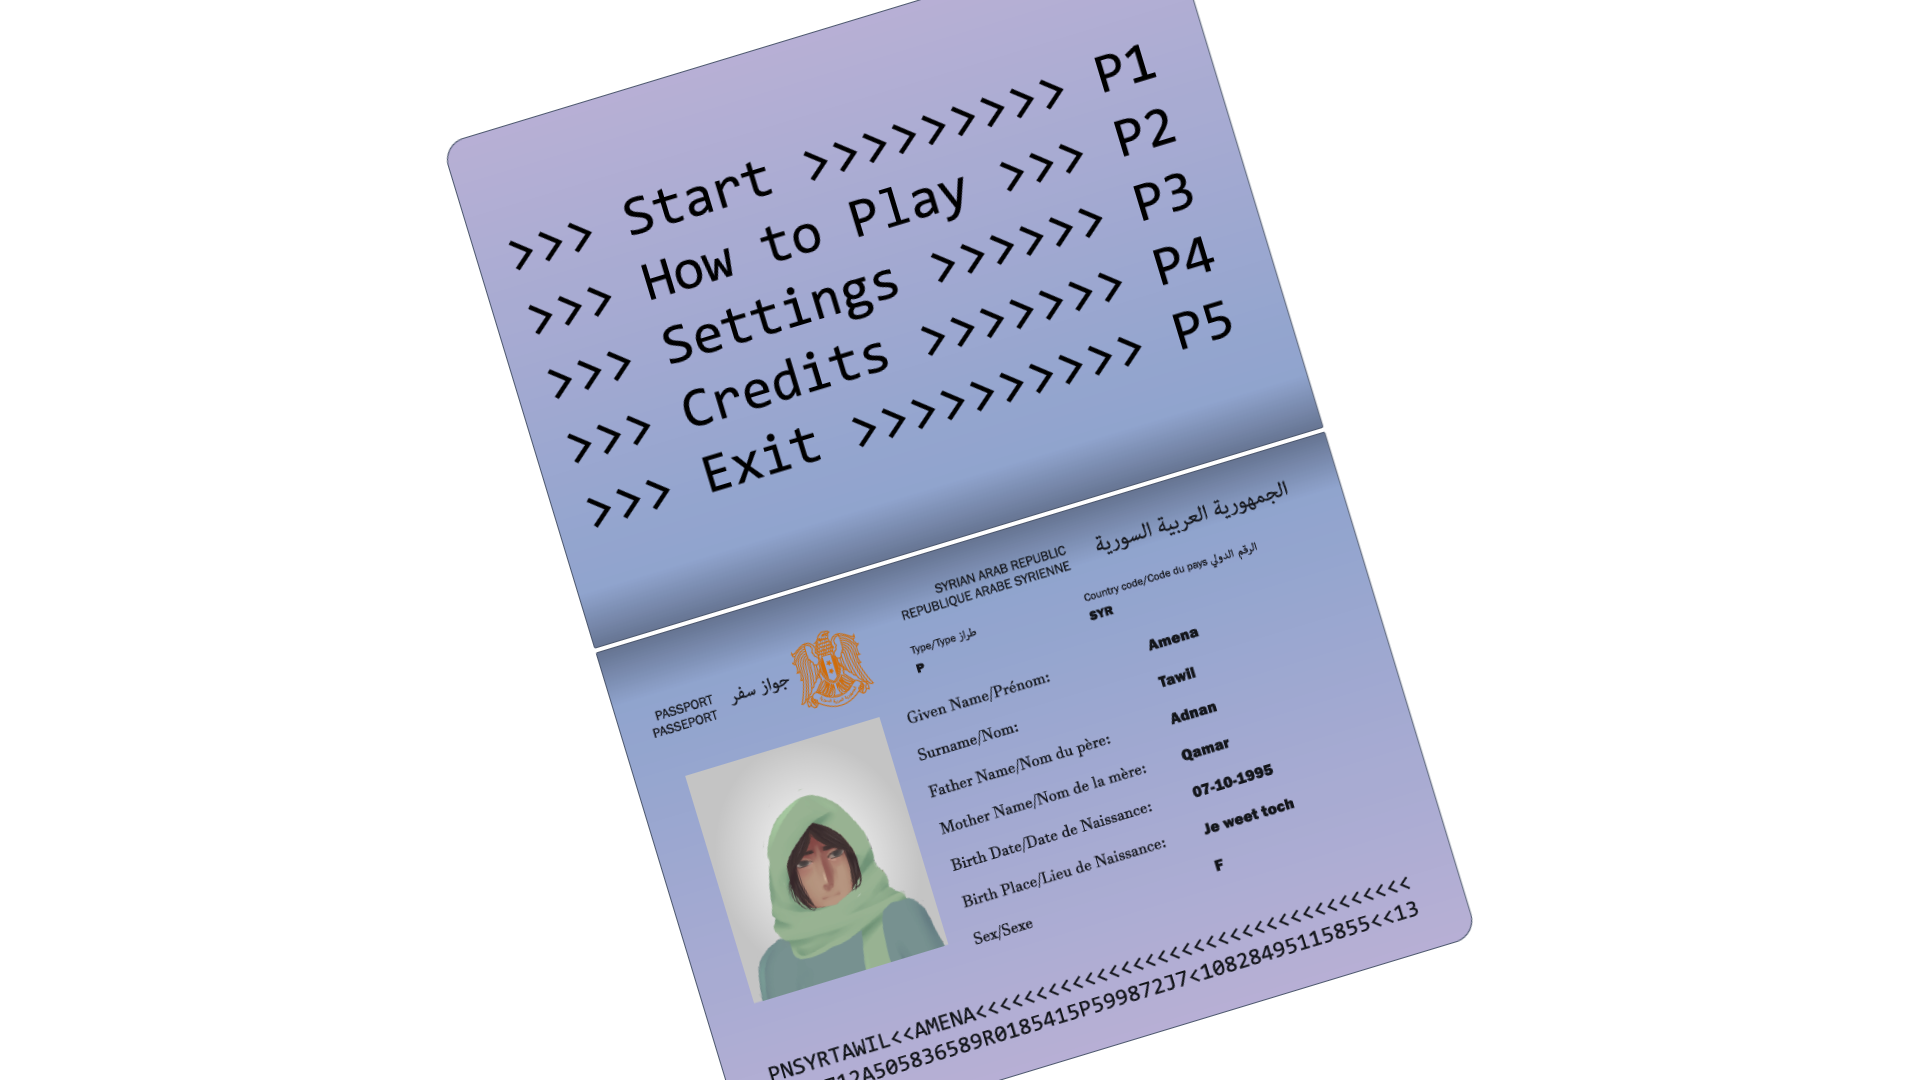 >>> Start >>>>>>>>> P1
>>> How to Play >>> P2
>>> Settings >>>>>> P3
>>> Credits >>>>>>> P4
>>> Exit >>>>>>>>>> P5
الجمهورية العربية السورية
SYRIAN ARAB REPUBLIC
REPUBLIQUE ARABE SYRIENNE
PASSPORT
PASSEPORT
جواز سفر
Type/Type طراز
P
Country code/Code du pays الرقم الدولي
SYR
Given Name/Prénom: Amena
Surname/Nom: Tawil
Father Name/Nom du père: Adnan
Mother Name/Nom de la mère: Qamar
Birth Date/Date de Naissance: 07-10-1995
Birth Place/Lieu de Naissance: Je weet toch
Sex/Sexe F
PNSYRTAWIL<<AMENA<<<<<<<<<<<<<<<<<<<<<<<<<<<<<<<<<<<<
12A505836589R0185415P599872J7<10828495115855<<13